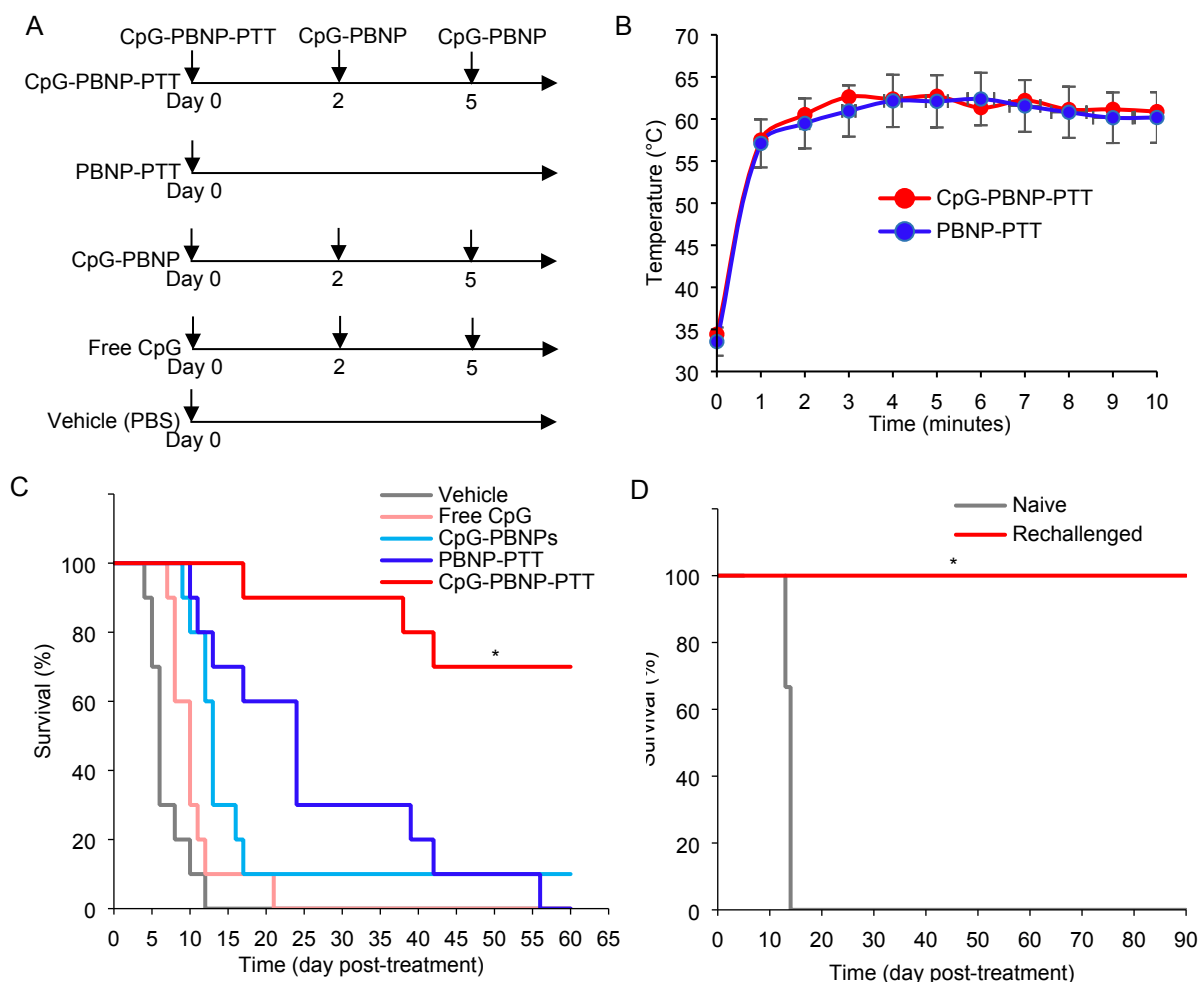 A
CpG-PBNP-PTT CpG-PBNP CpG-PBNP
CpG-PBNP-PTT
Day 0 2 5
PBNP-PTT
Day 0
CpG-PBNP
Day 0 2 5
Free CpG
Day 0 2 5
Vehicle (PBS)
Day 0
B
70
65
60
55
50
45
40
35
30
Temperature (°C)
CpG-PBNP-PTT
PBNP-PTT
0 1 2 3 4 5 6 7 8 9 10
Time (minutes)
C
Vehicle
Free CpG
CpG-PBNPs
PBNP-PTT
CpG-PBNP-PTT
100
80
60
40
20
0
Survival (%)
*
0 5 10 15 20 25 30 35 40 45 50 55 60 65
Time (day post-treatment)
D
Naive
Rechallenged
*
100
80
60
40
20
0
Survival (%)
0 10 20 30 40 50 60 70 80 90
Time (day post-treatment)